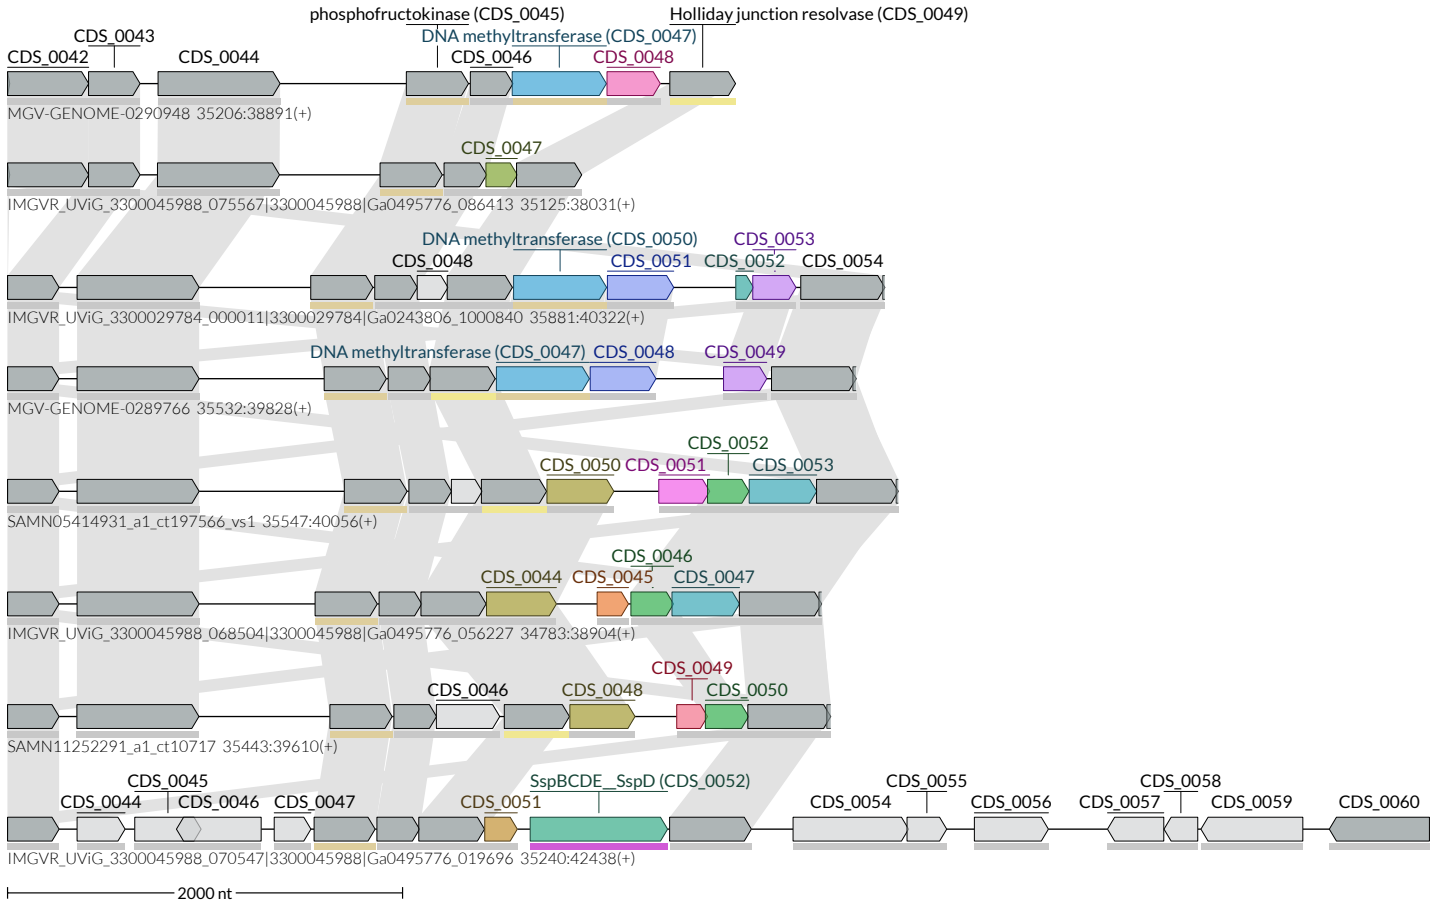 phosphofructokinase (CDS_0045) Holliday junction resolvase (CDS_0049)
CDS_0043 DNA methyltransferase (CDS_0047)
CDS_0042 CDS_0044 CDS_0046 CDS_0048
MGV-GENOME-0290948 35206:38891(+)
CDS_0047
IMGVR_UViG_3300045988_075567|3300045988|Ga0495776_086413 35125:38031(+)
DNA methyltransferase (CDS_0050) CDS_0053
CDS_0048 CDS_0051 CDS_0052 CDS_0054
IMGVR_UViG_3300029784_000011|3300029784|Ga0243806_1000840 35881:40322(+)
DNA methyltransferase (CDS_0047) CDS_0048 CDS_0049
MGV-GENOME-0289766 35532:39828(+)
CDS_0052
CDS_0050 CDS_0051 CDS_0053
SAMN05414931_a1_ct197566_vs1 35547:40056(+)
CDS_0046
CDS_0044 CDS_0045 CDS_0047
IMGVR_UViG_3300045988_068504|3300045988|Ga0495776_056227 34783:38904(+)
CDS_0049
CDS_0046 CDS_0048 CDS_0050
SAMN11252291_a1_ct10717 35443:39610(+)
CDS_0045 SspBCDE__SspD (CDS_0052) CDS_0055 CDS_0058
CDS_0044 CDS_0046 CDS_0047 CDS_0051 CDS_0054 CDS_0056 CDS_0057 CDS_0059 CDS_0060
IMGVR_UViG_3300045988_070547|3300045988|Ga0495776_019696 35240:42438(+)
2000 nt